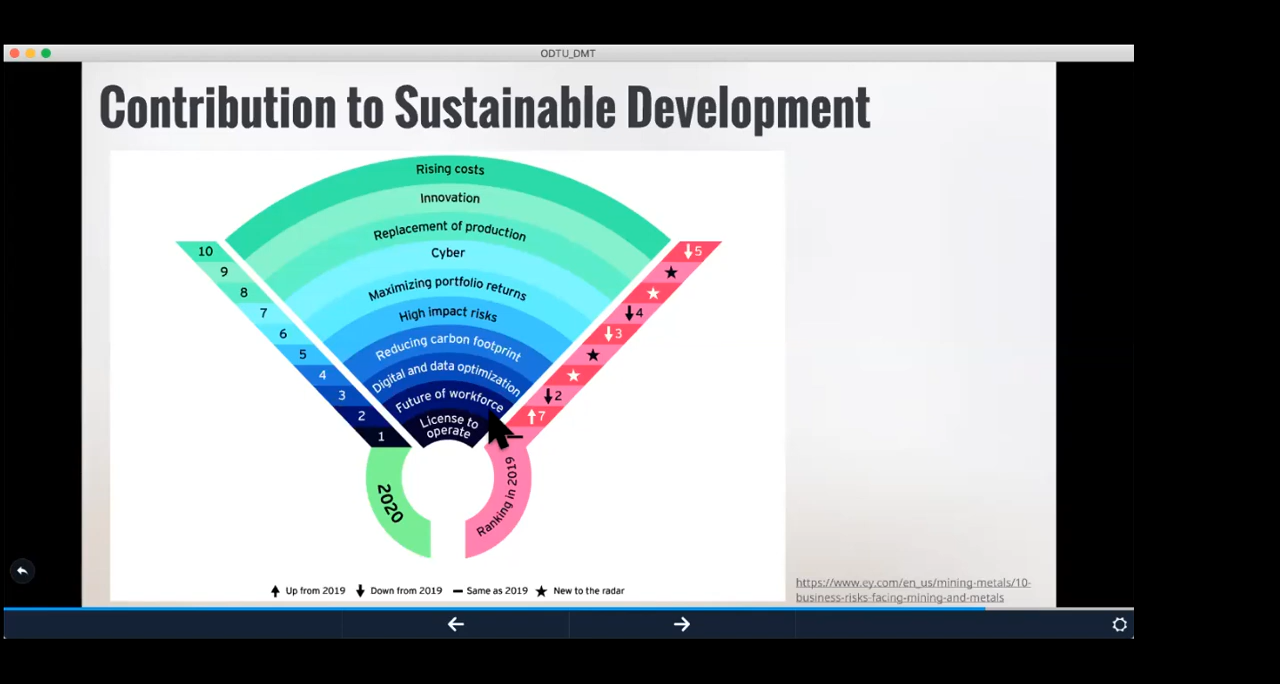 ODTU_DMT
Contribution to Sustainable Development
Rising costs
Innovation
Replacement of production
Cyber
Maximizing portfolio returns
High impact risks
Reducing carbon footprint
Digital and data optimization
Future of workforce
License to
operate
10
9
8
7
6
5
4
3
2
1
5
4
3
2
7
2020
Ranking in 2019
Up from 2019
Down from 2019
Same as 2019
New to the radar
https://www.ey.com/en_us/mining-metals/10-
business-risks-facing-mining-and-metals